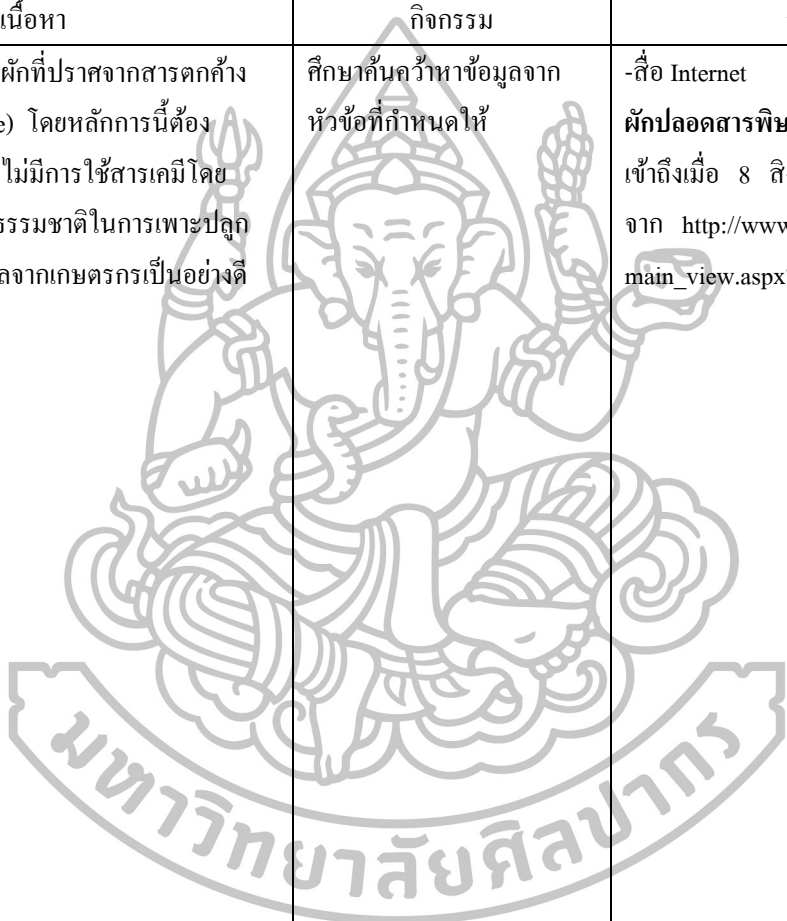 เนื้อหา
กิจกรรม
ผักที่ปราศจากสารตกค้าง
โดยหลักการนี้ต้อง
ไม่มีการใช้สารเคมีโดย
ธรรมชาติในการเพาะปลูก
จากเกษตรกรเป็นอย่างดี
ศึกษาค้นคว้าหาข้อมูลจาก
หัวข้อที่กำหนดให้
-สื่อ Internet
ผักปลอดสารพิษ
เข้าถึงเมื่อ 8
จาก http://www
main_view.aspx
มหาวิทยาลัยศิลปากร